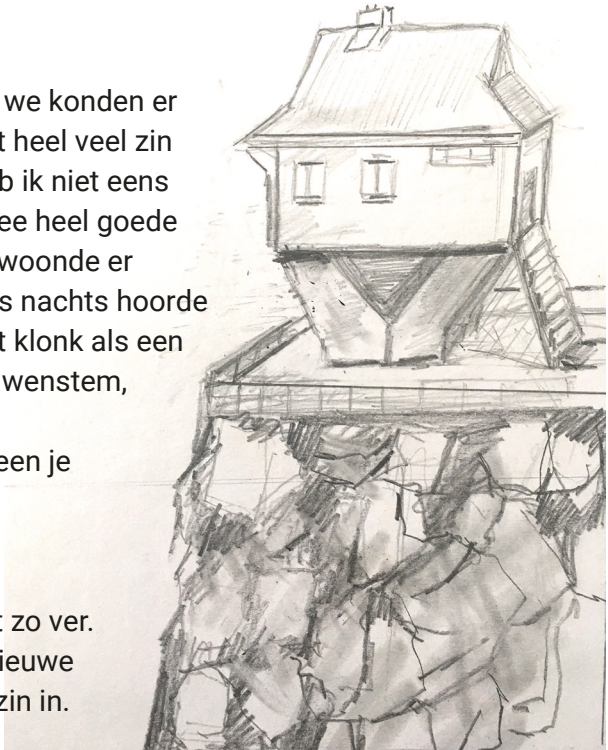 we konden er
t heel veel zin
b ik niet eens
ee heel goede
woonde er
s nachts hoorde
t klonk als een
wenstem,
een je
t zo ver.
ieuwe
zin in.